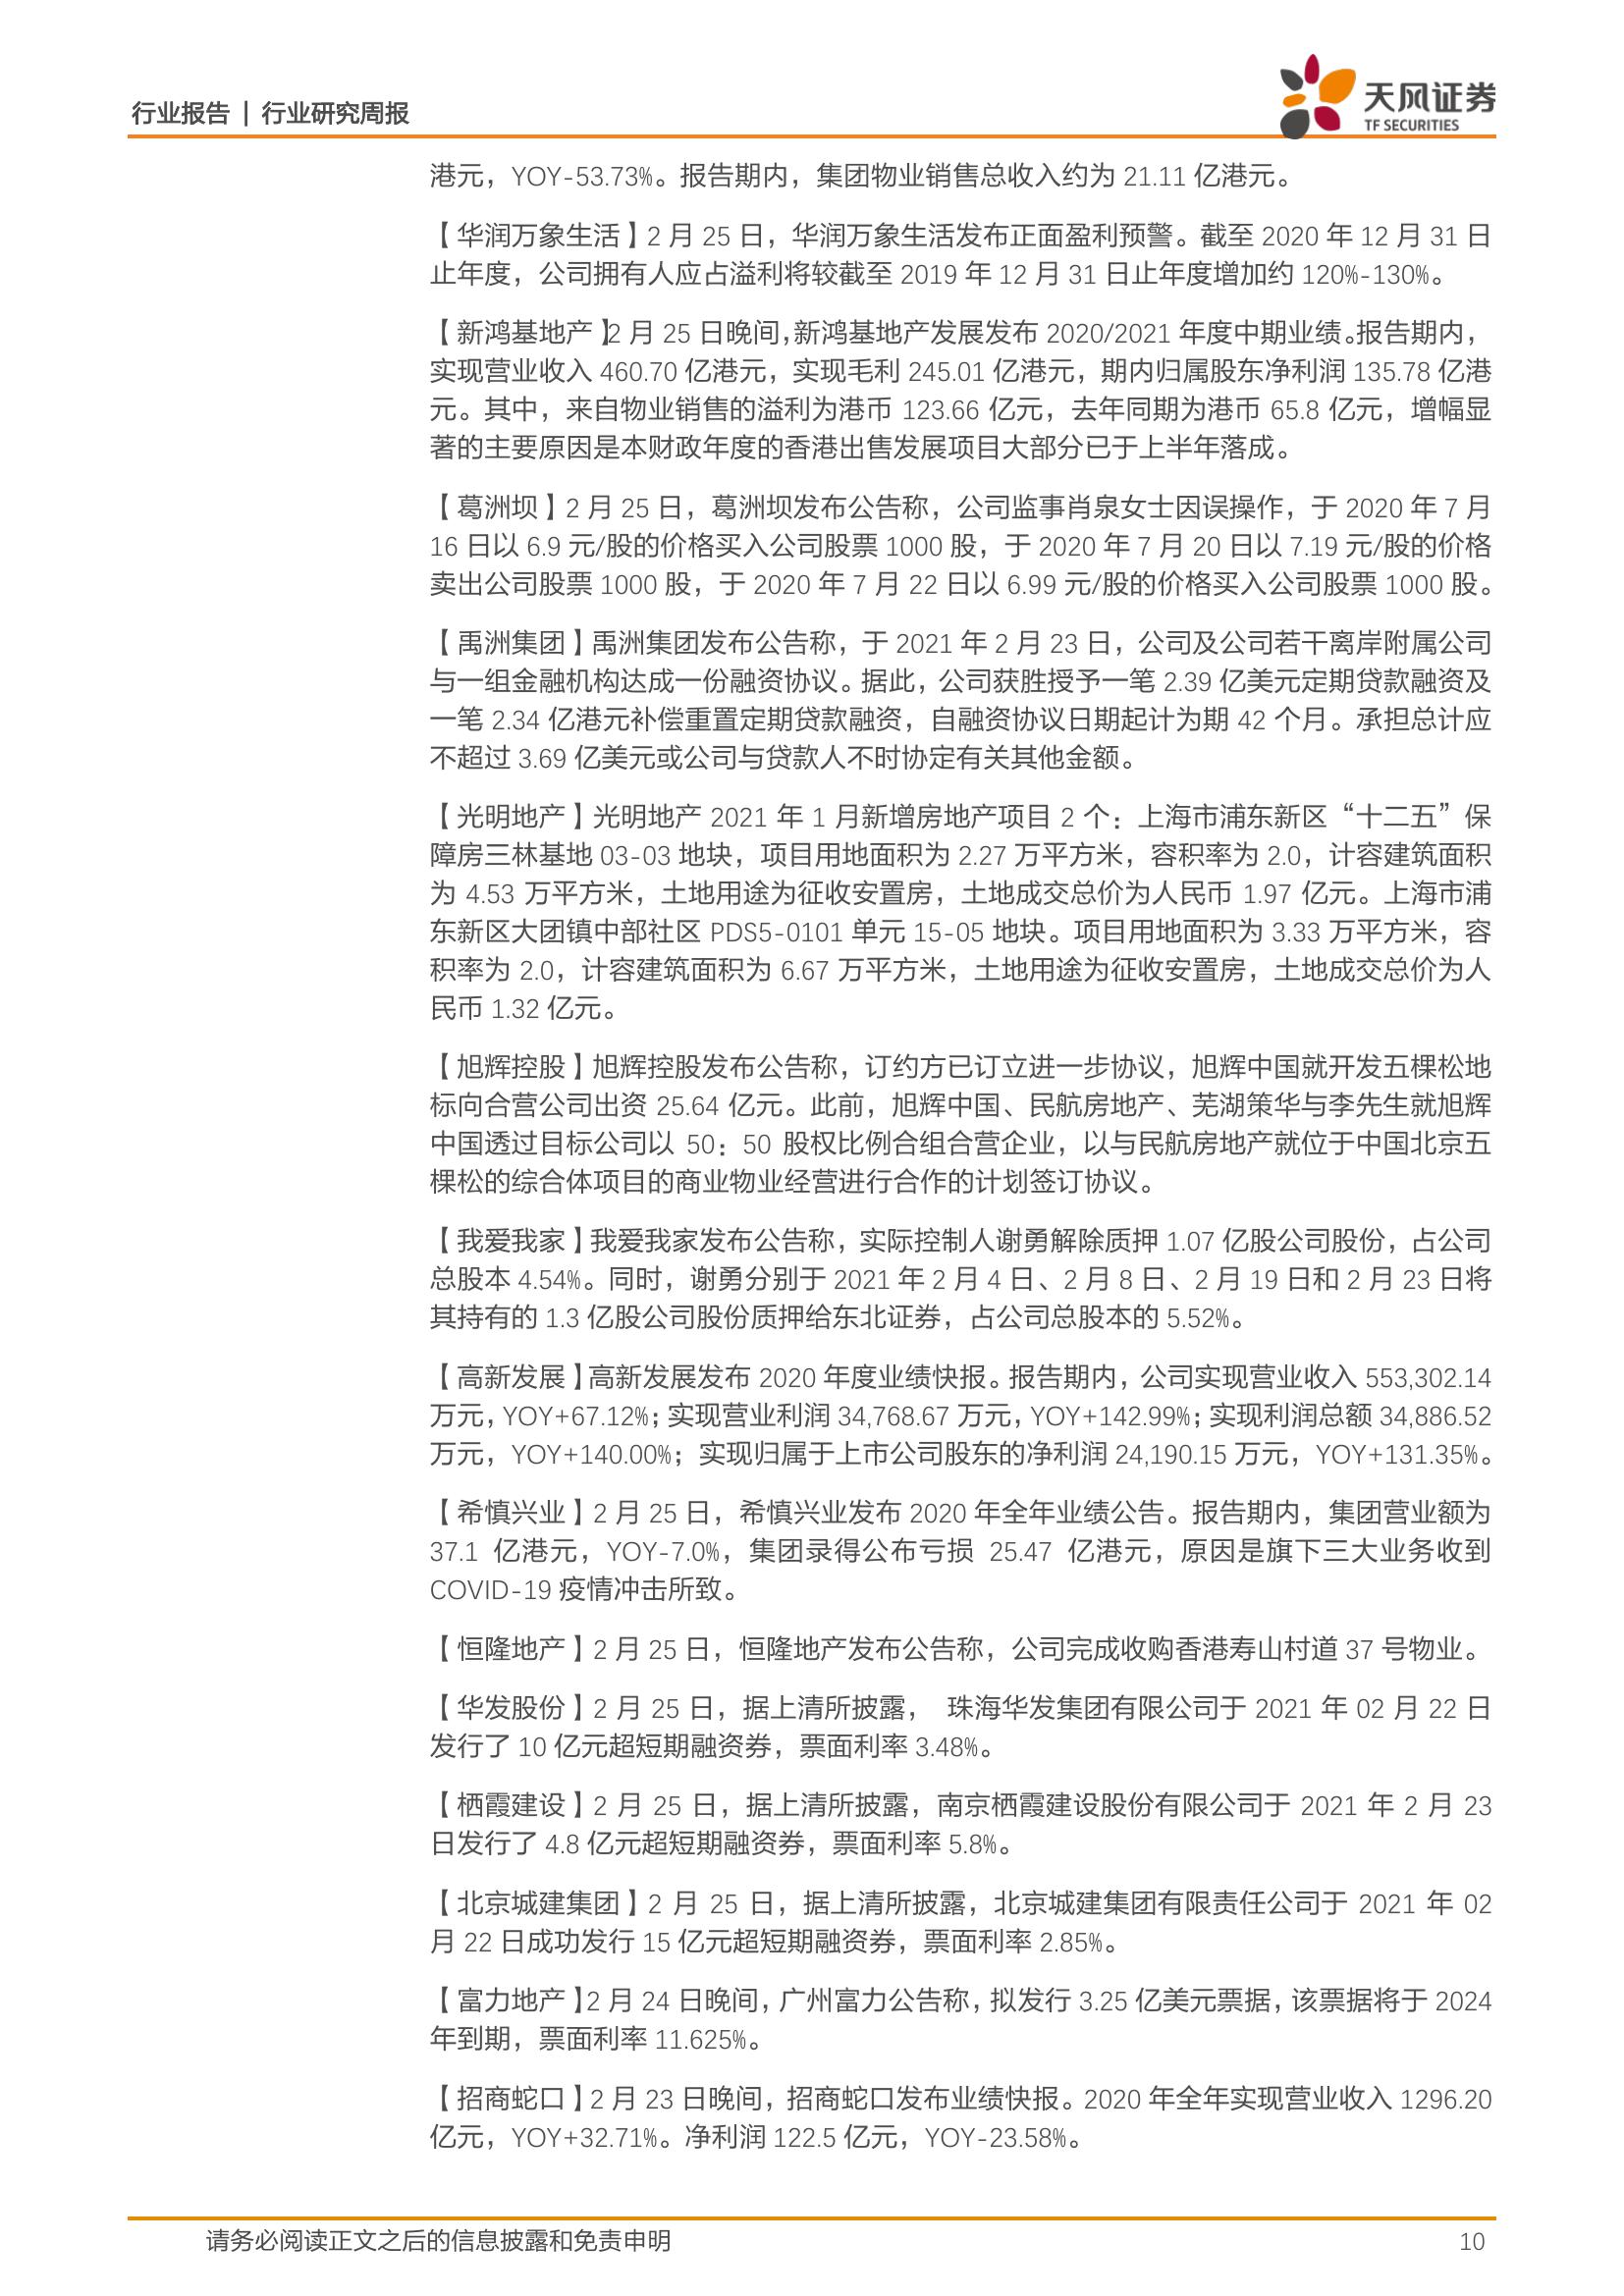 行业报告 | 行业研究周报
天风证券
TF SECURITIES
港元，YOY-53.73%。报告期内，集团物业销售总收入约为 21.11 亿港元。
【华润万象生活】2 月 25 日，华润万象生活发布正面盈利预警。截至 2020 年 12 月 31 日
止年度，公司拥有人应占溢利将较截至 2019 年 12 月 31 日止年度增加约 120%-130%。
【新鸿基地产】2 月 25 日晚间，新鸿基地产发展发布 2020/2021 年度中期业绩。报告期内，
实现营业收入 460.70 亿港元，实现毛利 245.01 亿港元，期内归属股东净利润 135.78 亿港
元。其中，来自物业销售的溢利为港币 123.66 亿元，去年同期为港币 65.8 亿元，增幅显
著的主要原因是本财政年度的香港出售发展项目大部分已于上半年落成。
【葛洲坝】2 月 25 日，葛洲坝发布公告称，公司监事肖泉女士因误操作，于 2020 年 7 月
16 日以 6.9 元/股的价格买入公司股票 1000 股，于 2020 年 7 月 20 日以 7.19 元/股的价格
卖出公司股票 1000 股，于 2020 年 7 月 22 日以 6.99 元/股的价格买入公司股票 1000 股。
【禹洲集团】禹洲集团发布公告称，于 2021 年 2 月 23 日，公司及公司若干离岸附属公司
与一组金融机构达成一份融资协议。据此，公司获胜授予一笔 2.39 亿美元定期贷款融资及
一笔 2.34 亿港元补偿重置定期贷款融资，自融资协议日期起计为期 42 个月。承担总计应
不超过 3.69 亿美元或公司与贷款人不时协定有关其他金额。
【光明地产】光明地产 2021 年 1 月新增房地产项目 2 个：上海市浦东新区“十二五”保
障房三林基地 03-03 地块，项目用地面积为 2.27 万平方米，容积率为 2.0，计容建筑面积
为 4.53 万平方米，土地用途为征收安置房，土地成交总价为人民币 1.97 亿元。上海市浦
东新区大团镇中部社区 PDS5-0101 单元 15-05 地块。项目用地面积为 3.33 万平方米，容
积率为 2.0，计容建筑面积为 6.67 万平方米，土地用途为征收安置房，土地成交总价为人
民币 1.32 亿元。
【旭辉控股】旭辉控股发布公告称，订约方已订立进一步协议，旭辉中国就开发五棵松地
标向合营公司出资 25.64 亿元。此前，旭辉中国、民航房地产、芜湖策华与李先生就旭辉
中国透过目标公司以 50：50 股权比例合组合营企业，以与民航房地产就位于中国北京五
棵松的综合体项目的商业物业经营进行合作的计划签订协议。
【我爱我家】我爱我家发布公告称，实际控制人谢勇解除质押 1.07 亿股公司股份，占公司
总股本 4.54%。同时，谢勇分别于 2021 年 2 月 4 日、2 月 8 日、2 月 19 日和 2 月 23 日将
其持有的 1.3 亿股公司股份质押给东北证券，占公司总股本的 5.52%。
【高新发展】高新发展发布 2020 年度业绩快报。报告期内，公司实现营业收入 553,302.14
万元，YOY+67.12%；实现营业利润 34,768.67 万元，YOY+142.99%；实现利润总额 34,886.52
万元，YOY+140.00%；实现归属于上市公司股东的净利润 24,190.15 万元，YOY+131.35%。
【希慎兴业】2 月 25 日，希慎兴业发布 2020 年全年业绩公告。报告期内，集团营业额为
37.1 亿港元，YOY-7.0%，集团录得公布亏损 25.47 亿港元，原因是旗下三大业务收到
COVID-19 疫情冲击所致。
【恒隆地产】2 月 25 日，恒隆地产发布公告称，公司完成收购香港寿山村道 37 号物业。
【华发股份】2 月 25 日，据上清所披露， 珠海华发集团有限公司于 2021 年 02 月 22 日
发行了 10 亿元超短期融资券，票面利率 3.48%。
【栖霞建设】2 月 25 日，据上清所披露，南京栖霞建设股份有限公司于 2021 年 2 月 23
日发行了 4.8 亿元超短期融资券，票面利率 5.8%。
【北京城建集团】2 月 25 日，据上清所披露，北京城建集团有限责任公司于 2021 年 02
月 22 日成功发行 15 亿元超短期融资券，票面利率 2.85%。
【富力地产】2 月 24 日晚间，广州富力公告称，拟发行 3.25 亿美元票据，该票据将于 2024
年到期，票面利率 11.625%。
【招商蛇口】2 月 23 日晚间，招商蛇口发布业绩快报。2020 年全年实现营业收入 1296.20
亿元，YOY+32.71%。净利润 122.5 亿元，YOY-23.58%。
请务必阅读正文之后的信息披露和免责申明
10